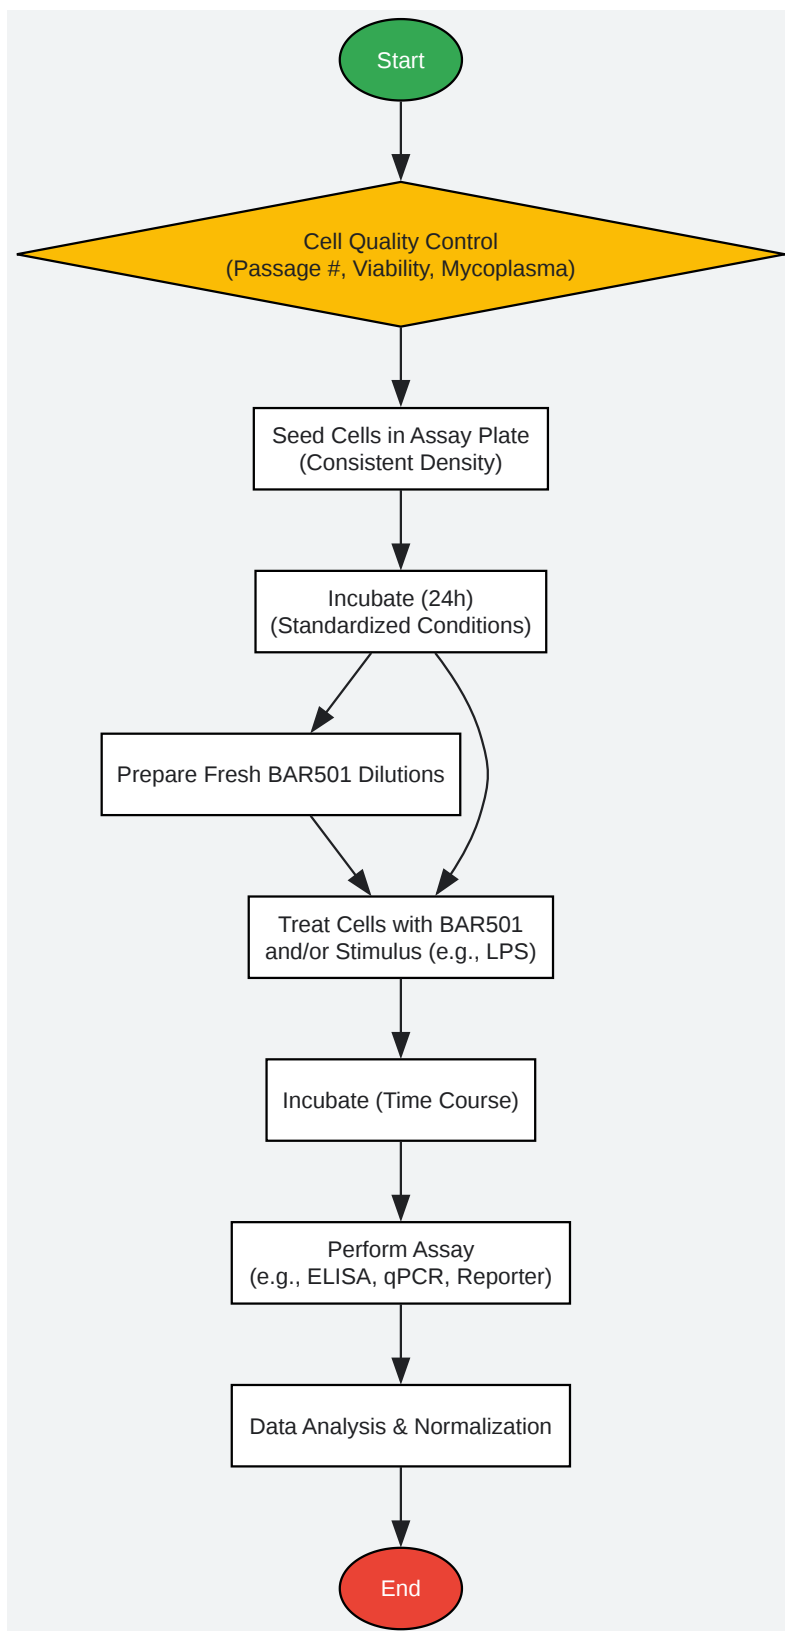 Start
Cell Quality Control
(Passage #, Viability, Mycoplasma)
Seed Cells in Assay Plate
(Consistent Density)
Incubate (24h)
(Standardized Conditions)
Prepare Fresh BAR501 Dilutions
Treat Cells with BAR501
and/or Stimulus (e.g., LPS)
Incubate (Time Course)
Perform Assay
(e.g., ELISA, qPCR, Reporter)
Data Analysis & Normalization
End